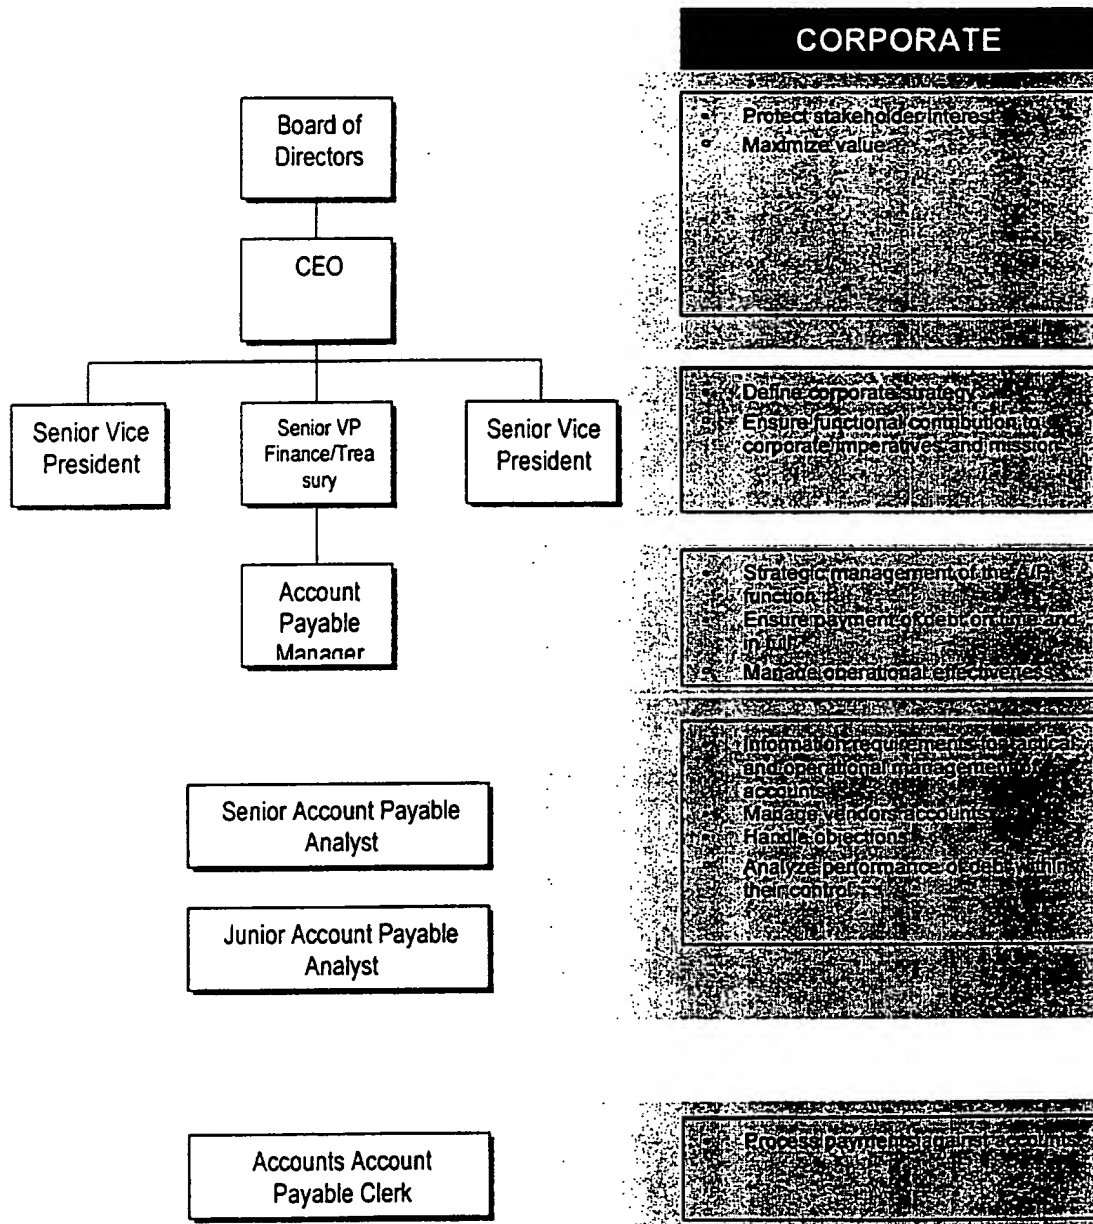 CORPORATE
Board of
Directors
CEO
Senior Vice
President
Senior VP
Finance/Trea
sury
Senior Vice
President
Account
Payable
Manager
Senior Account Payable
Analyst
Junior Account Payable
Analyst
Accounts Account
Payable Clerk
• Protect stakeholder interest
• Maximize value
• Define corporate strategy
• Ensure functional contribution to
corporate imperatives and mission
• Strategic management of the A/P
function
• Ensure payment of debt on time and
in full
• Manage operational effectiveness
• Information requirements for tactical
and operational management of
accounts
• Manage vendors accounts
• Handle objections
• Analyze performance of debt within
their control
• Process payments against accounts